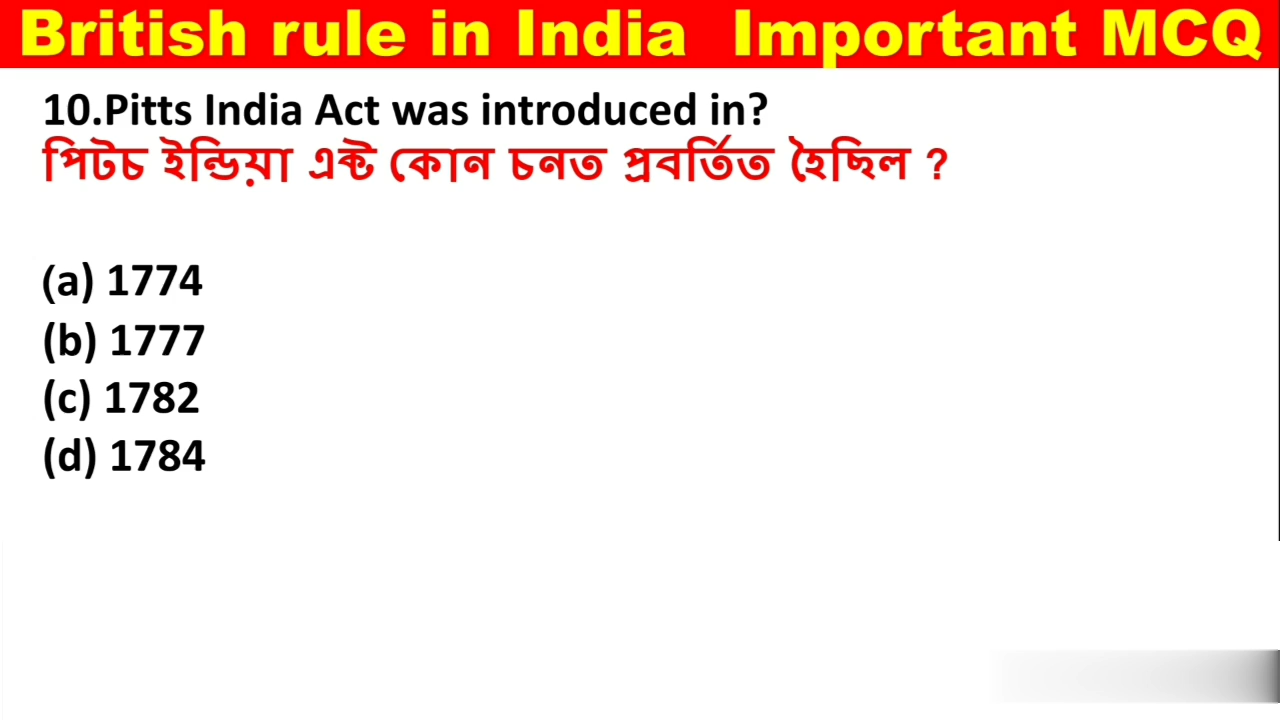 British rule in India Important MCQ
10.Pitts India Act was introduced in?
পিটচ ইন্ডিয়া এক্ট কোন চনত প্ৰবৰ্তিত হৈছিল ?
(a) 1774
(b) 1777
(c) 1782
(d) 1784